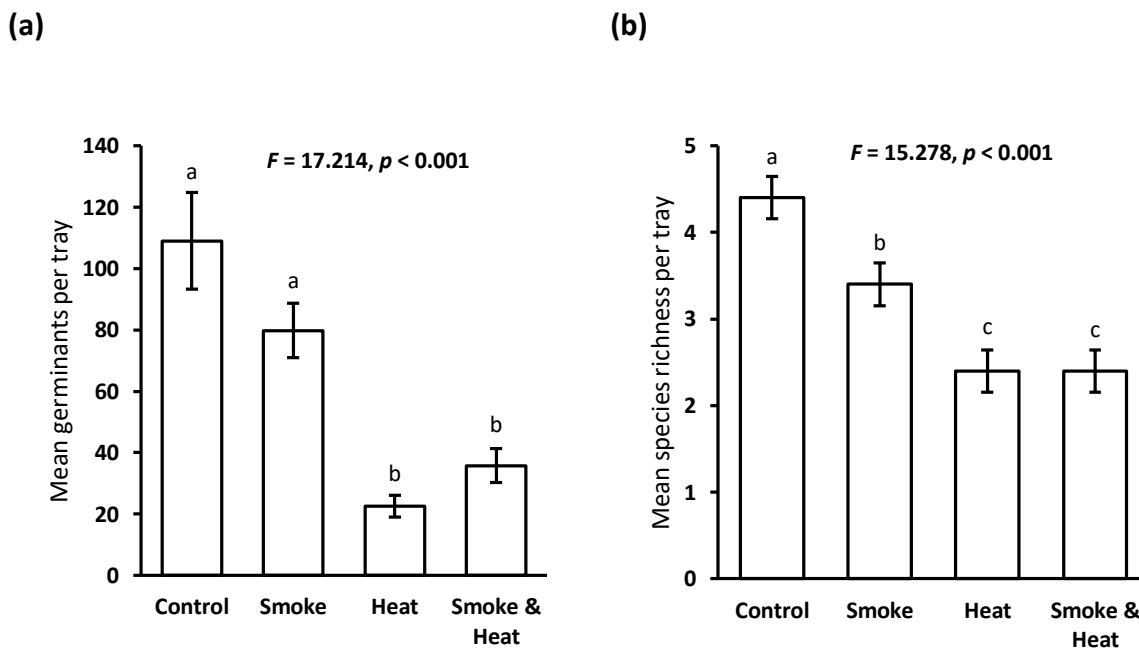 (a)
Mean germinants per tray
140
120
100
80
60
40
20
0
F = 17.214, p < 0.001
a
a
b
b
Control
Smoke
Heat
Smoke &
Heat
(b)
Mean species richness per tray
5
4
3
2
1
0
F = 15.278, p < 0.001
a
b
c
c
Control
Smoke
Heat
Smoke &
Heat